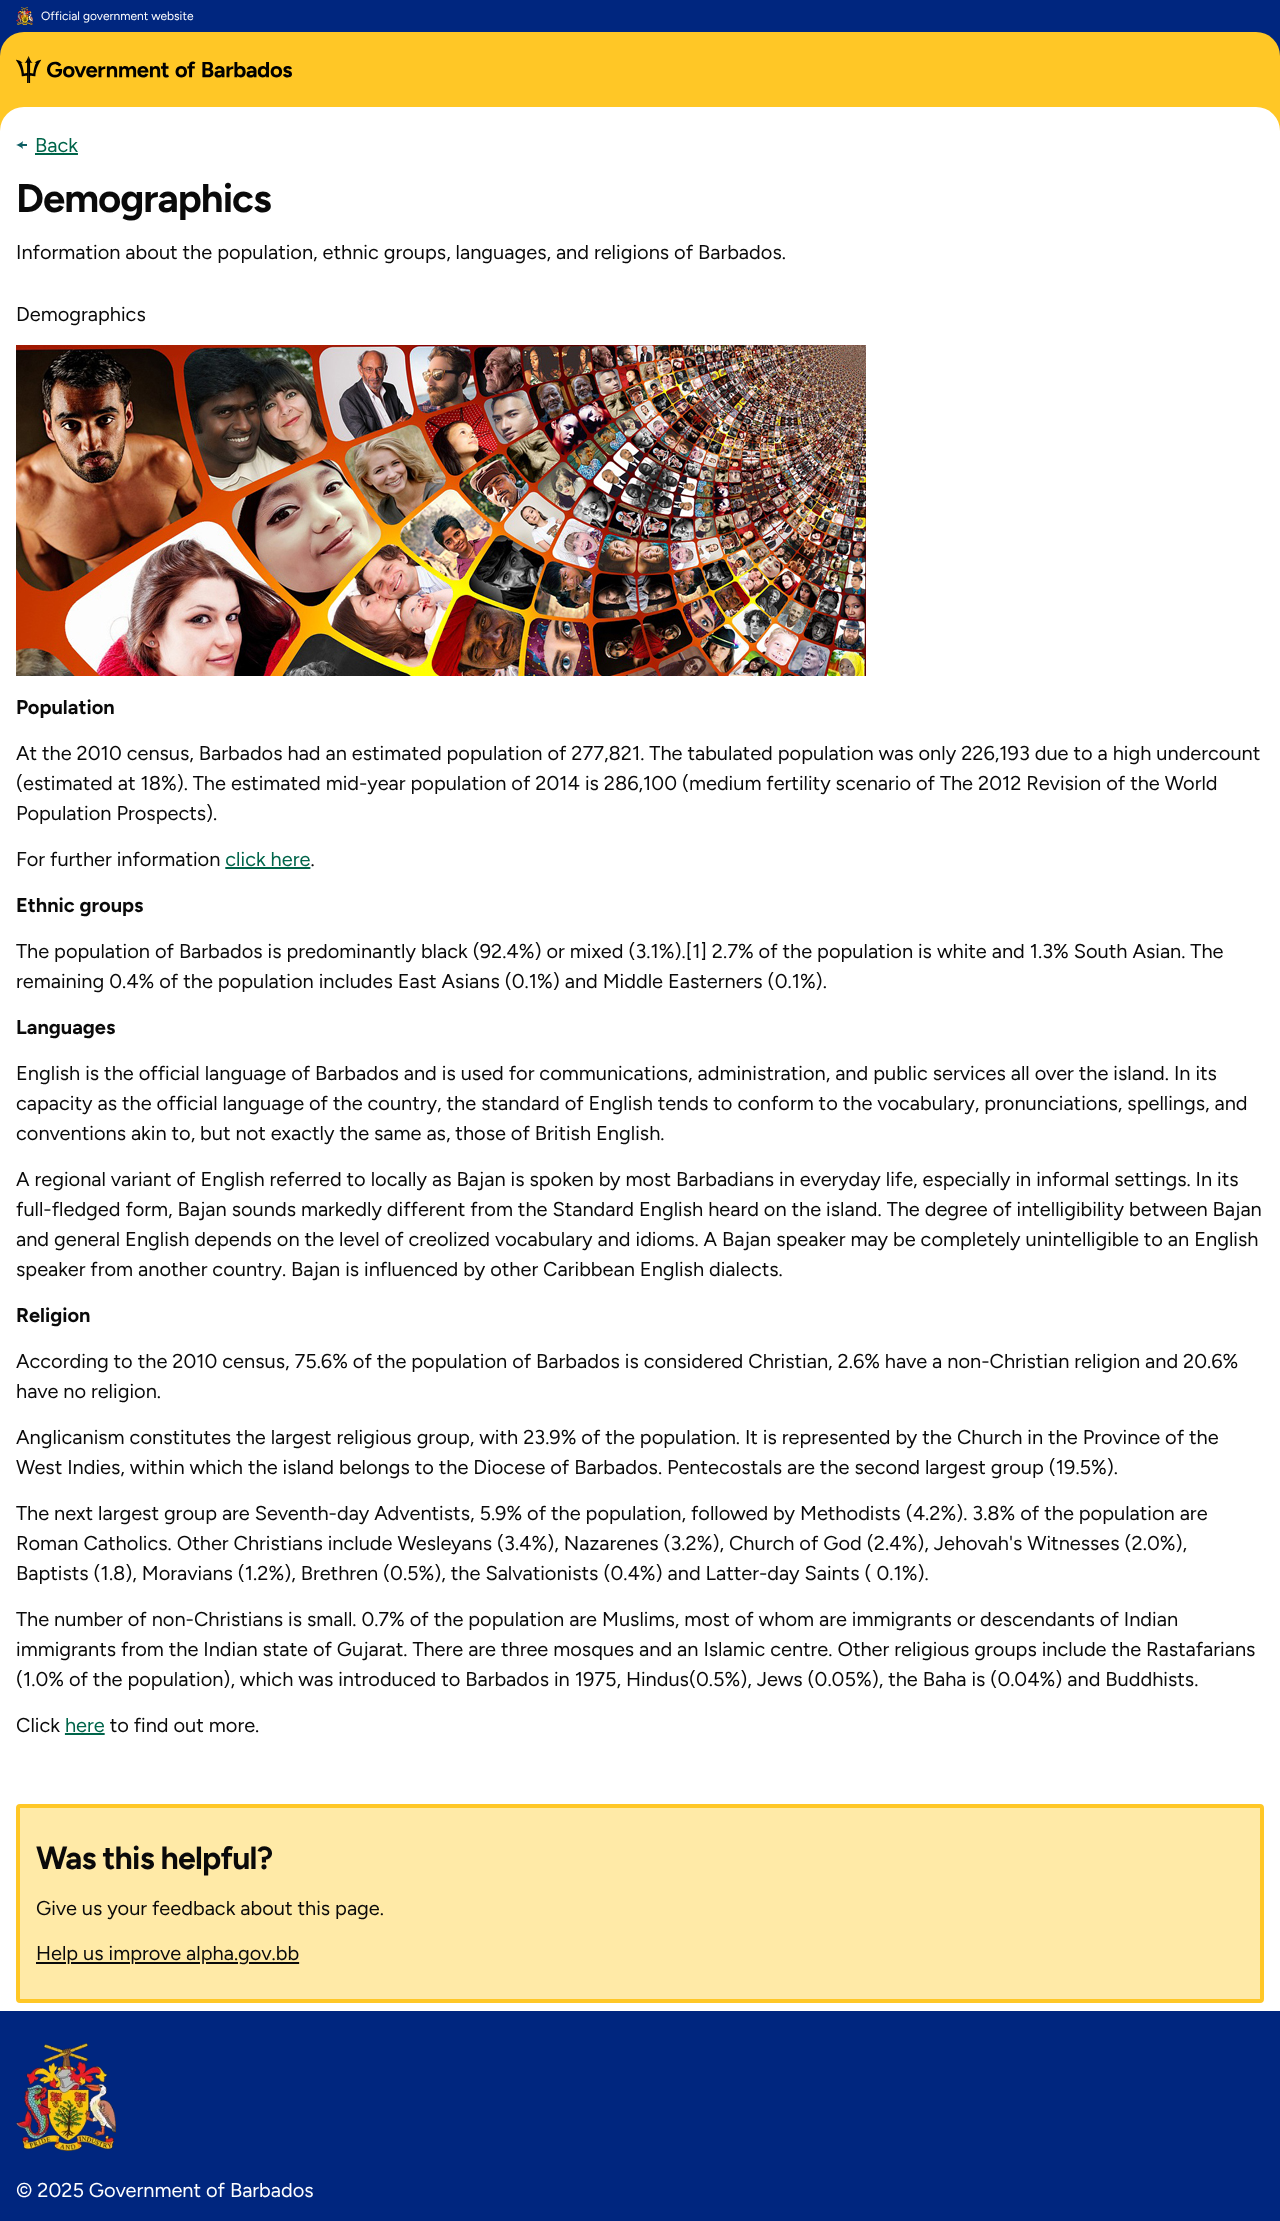 Official government website
Government of Barbados
Back
Demographics
Information about the population, ethnic groups, languages, and religions of Barbados.
Demographics
Population
At the 2010 census, Barbados had an estimated population of 277,821. The tabulated population was only 226,193 due to a high undercount
(estimated at 18%). The estimated mid-year population of 2014 is 286,100 (medium fertility scenario of The 2012 Revision of the World
Population Prospects).
For further information click here.
Ethnic groups
The population of Barbados is predominantly black (92.4%) or mixed (3.1%).[1] 2.7% of the population is white and 1.3% South Asian. The
remaining 0.4% of the population includes East Asians (0.1%) and Middle Easterners (0.1%).
Languages
English is the official language of Barbados and is used for communications, administration, and public services all over the island. In its
capacity as the official language of the country, the standard of English tends to conform to the vocabulary, pronunciations, spellings, and
conventions akin to, but not exactly the same as, those of British English.
A regional variant of English referred to locally as Bajan is spoken by most Barbadians in everyday life, especially in informal settings. In its
full-fledged form, Bajan sounds markedly different from the Standard English heard on the island. The degree of intelligibility between Bajan
and general English depends on the level of creolized vocabulary and idioms. A Bajan speaker may be completely unintelligible to an English
speaker from another country. Bajan is influenced by other Caribbean English dialects.
Religion
According to the 2010 census, 75.6% of the population of Barbados is considered Christian, 2.6% have a non-Christian religion and 20.6%
have no religion.
Anglicanism constitutes the largest religious group, with 23.9% of the population. It is represented by the Church in the Province of the
West Indies, within which the island belongs to the Diocese of Barbados. Pentecostals are the second largest group (19.5%).
The next largest group are Seventh-day Adventists, 5.9% of the population, followed by Methodists (4.2%). 3.8% of the population are
Roman Catholics. Other Christians include Wesleyans (3.4%), Nazarenes (3.2%), Church of God (2.4%), Jehovah's Witnesses (2.0%),
Baptists (1.8), Moravians (1.2%), Brethren (0.5%), the Salvationists (0.4%) and Latter-day Saints ( 0.1%).
The number of non-Christians is small. 0.7% of the population are Muslims, most of whom are immigrants or descendants of Indian
immigrants from the Indian state of Gujarat. There are three mosques and an Islamic centre. Other religious groups include the Rastafarians
(1.0% of the population), which was introduced to Barbados in 1975, Hindus(0.5%), Jews (0.05%), the Baha is (0.04%) and Buddhists.
Click here to find out more.
Was this helpful?
Give us your feedback about this page.
Help us improve alpha.gov.bb
PRIDE AND INDUSTRY
© 2025 Government of Barbados